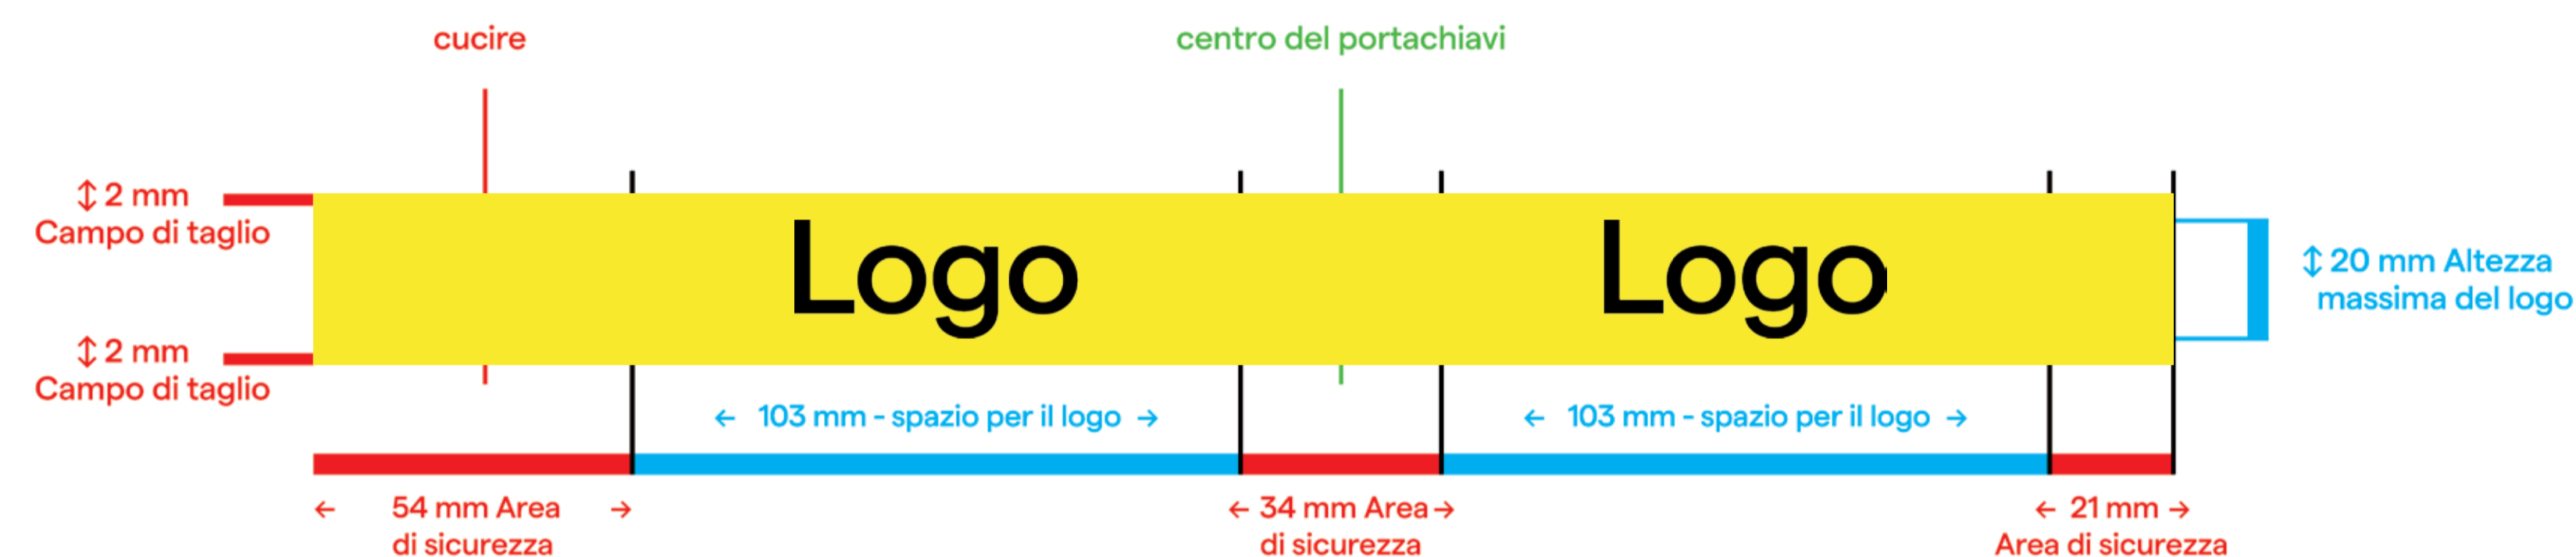 cucire
centro del portachiavi
↕ 2 mm
Campo di taglio
Logo
Logo
↕ 20 mm Altezza
massima del logo
↕ 2 mm
Campo di taglio
← 103 mm - spazio per il logo →
← 103 mm - spazio per il logo →
← 54 mm Area →
di sicurezza
← 34 mm Area →
di sicurezza
← 21 mm →
Area di sicurezza